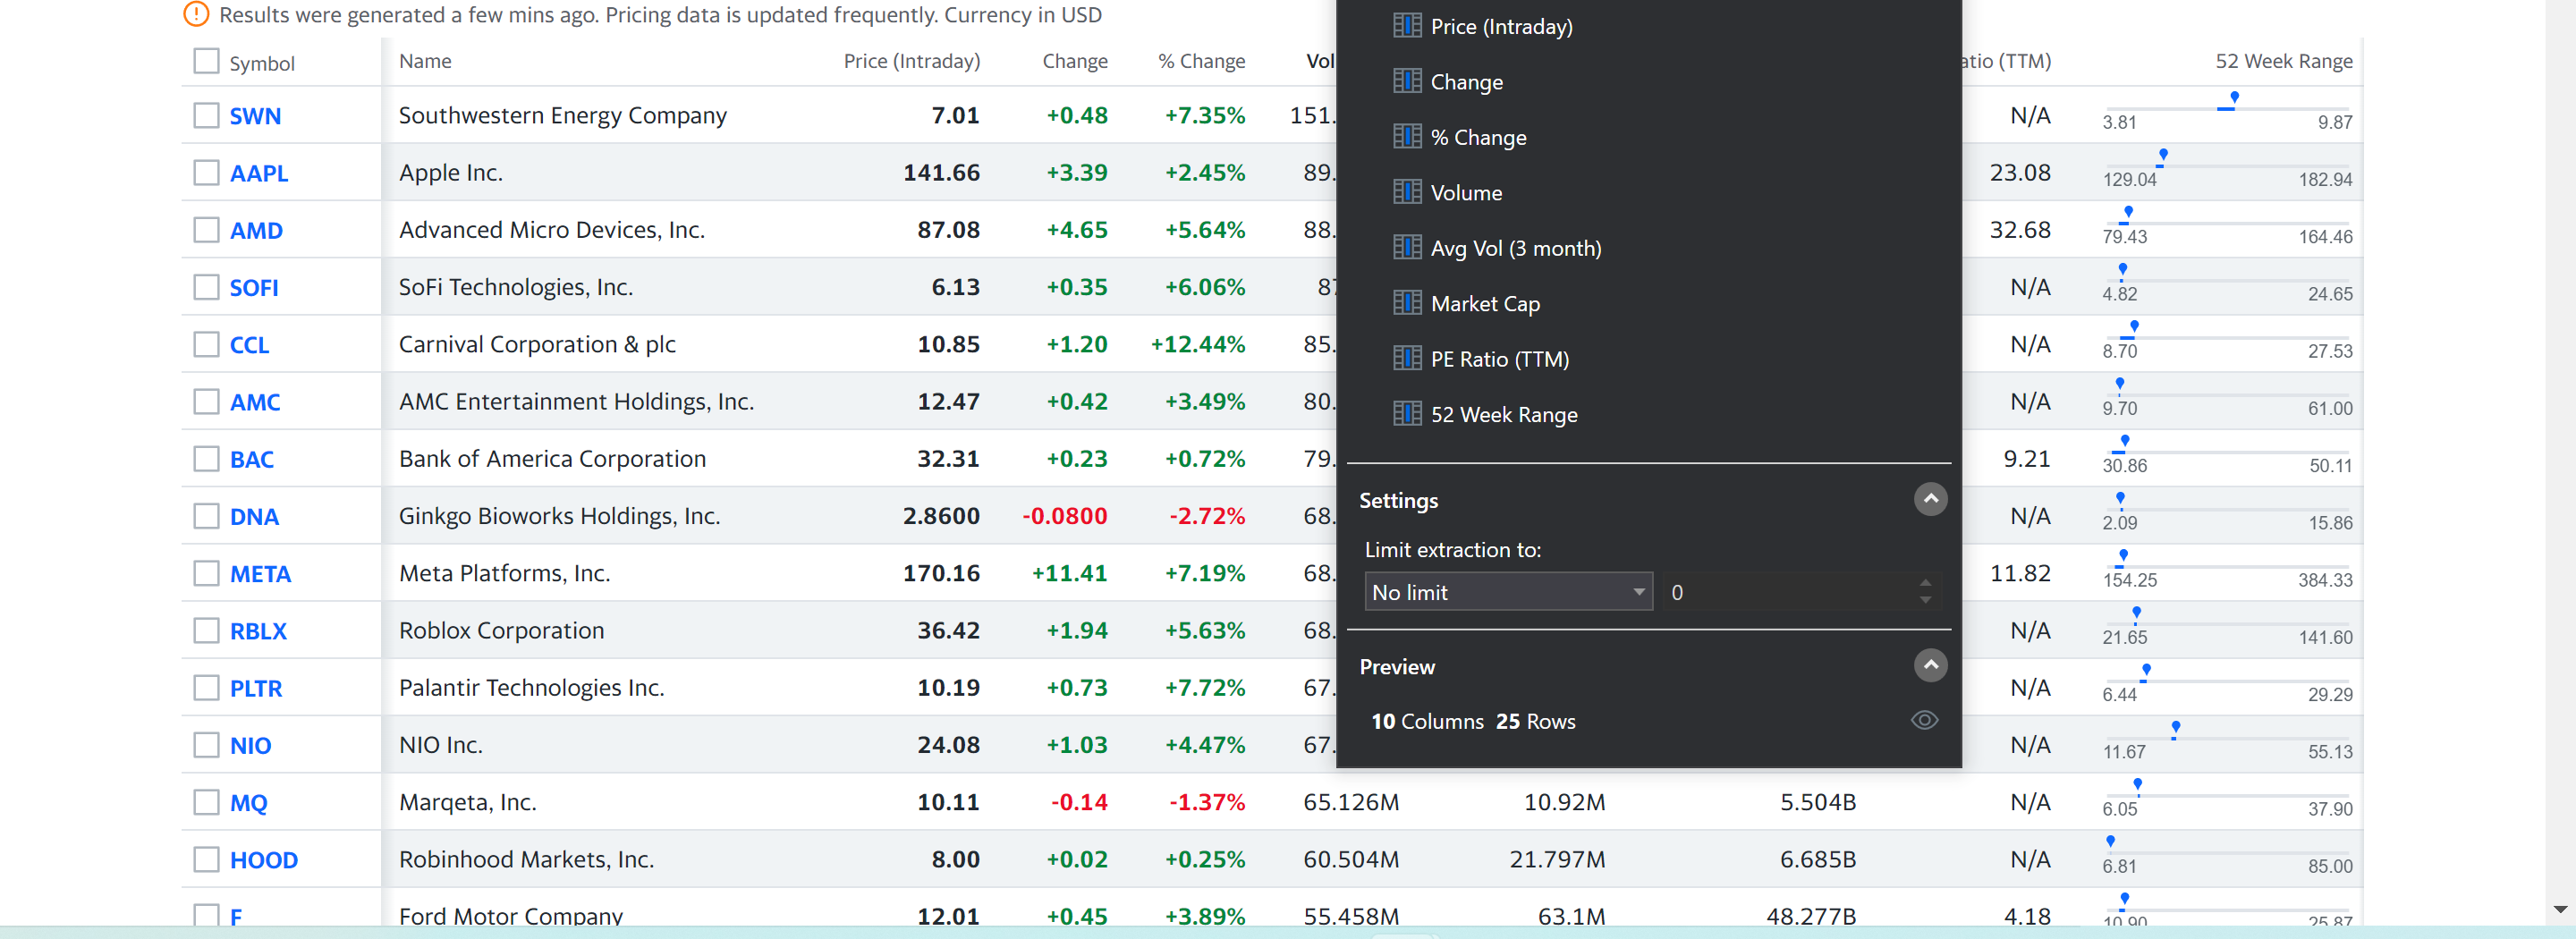 Results were generated a few mins ago. Pricing data is updated frequently. Currency in USD
Symbol Name Price (Intraday) Change % Change Vol atio (TTM) 52 Week Range
SWN Southwestern Energy Company 7.01 +0.48 +7.35% 151. N/A 3.81 9.87
AAPL Apple Inc. 141.66 +3.39 +2.45% 89. 23.08 129.04 182.94
AMD Advanced Micro Devices, Inc. 87.08 +4.65 +5.64% 88. 32.68 79.43 164.46
SOFI SoFi Technologies, Inc. 6.13 +0.35 +6.06% 87 N/A 4.82 24.65
CCL Carnival Corporation & plc 10.85 +1.20 +12.44% 85. N/A 8.70 27.53
AMC AMC Entertainment Holdings, Inc. 12.47 +0.42 +3.49% 80. N/A 9.70 61.00
BAC Bank of America Corporation 32.31 +0.23 +0.72% 79. 9.21 30.86 50.11
DNA Ginkgo Bioworks Holdings, Inc. 2.8600 -0.0800 -2.72% 68. N/A 2.09 15.86
META Meta Platforms, Inc. 170.16 +11.41 +7.19% 68. 11.82 154.25 384.33
RBLX Roblox Corporation 36.42 +1.94 +5.63% 68. N/A 21.65 141.60
PLTR Palantir Technologies Inc. 10.19 +0.73 +7.72% 67. N/A 6.44 29.29
NIO NIO Inc. 24.08 +1.03 +4.47% 67. N/A 11.67 55.13
MQ Marqeta, Inc. 10.11 -0.14 -1.37% 65.126M 10.92M 5.504B N/A 6.05 37.90
HOOD Robinhood Markets, Inc. 8.00 +0.02 +0.25% 60.504M 21.797M 6.685B N/A 6.81 85.00
F Ford Motor Company 12.01 +0.45 +3.89% 55.458M 63.1M 48.277B 4.18 10.90 25.87
Price (Intraday)
Change
% Change
Volume
Avg Vol (3 month)
Market Cap
PE Ratio (TTM)
52 Week Range
Settings
Limit extraction to:
No limit 0
Preview
10 Columns 25 Rows